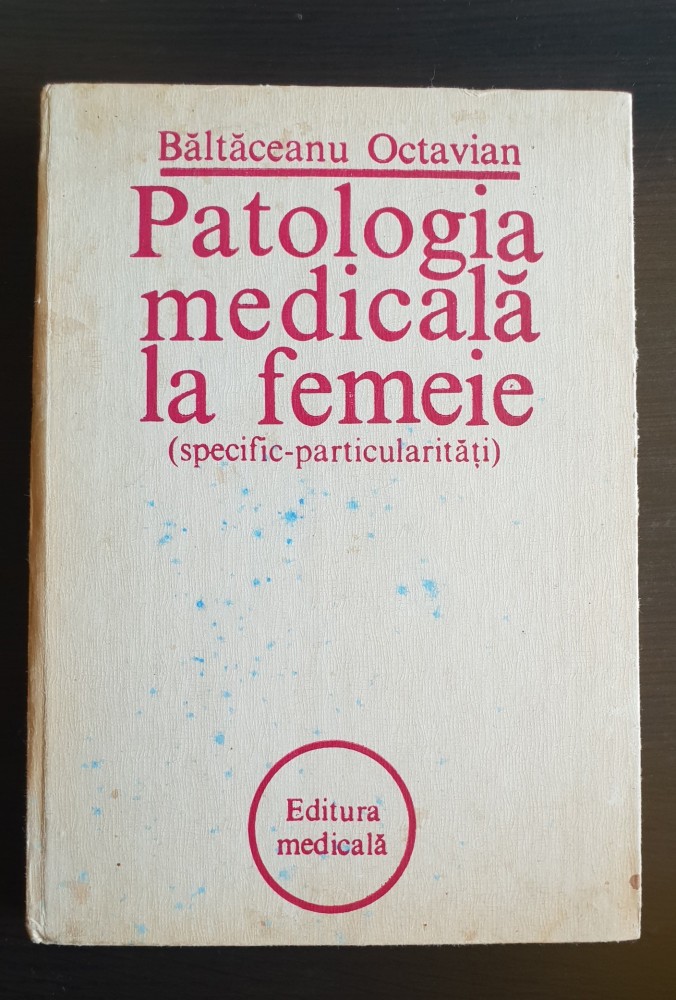 Băltăceanu Octavian
Patologia
medicală
la femeie
(specific-particularități)
Editura
medicală